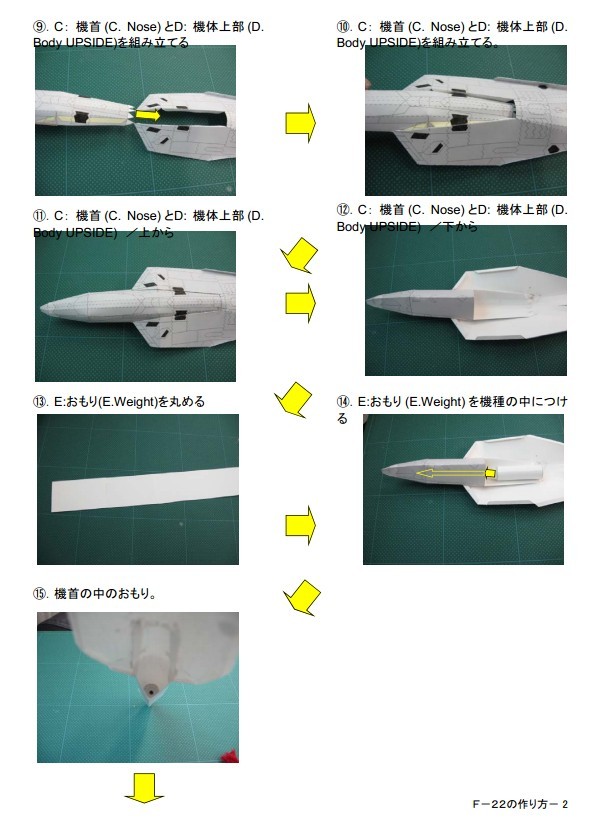 ⑨. C: 機首 (C. Nose) とD: 機体上部 (D.
Body UPSIDE)を組み立てる
⑩. C: 機首 (C. Nose) とD: 機体上部 (D.
Body UPSIDE)を組み立てる。
⑪. C: 機首 (C. Nose) とD: 機体上部 (D.
Body UPSIDE) ／上から
⑫. C: 機首 (C. Nose) とD: 機体上部 (D.
Body UPSIDE) ／下から
⑬. E:おもり(E.Weight)を丸める
⑭. E:おもり (E.Weight) を機種の中につけ
る
⑮. 機首の中のおもり。
F－22の作り方－ 2